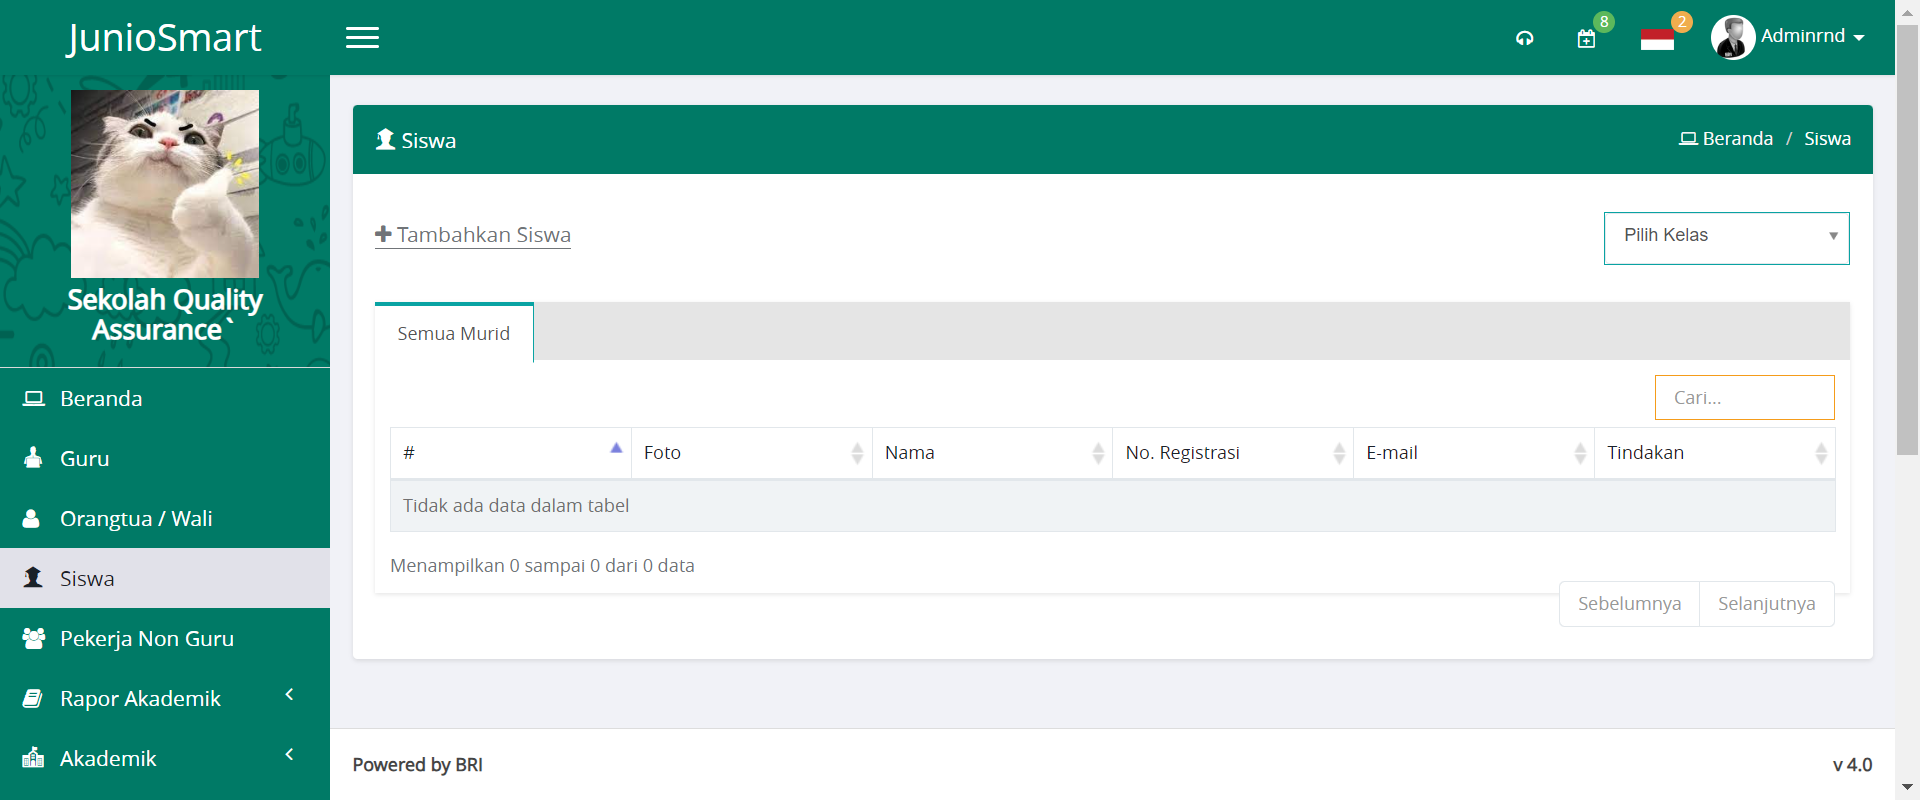 JunioSmart
8
2
Adminrnd
Sekolah Quality
Assurance`
Beranda
Guru
Orangtua / Wali
Siswa
Pekerja Non Guru
Rapor Akademik
Akademik
Siswa
Beranda / Siswa
Tambahkan Siswa
Pilih Kelas
Semua Murid
Cari...
# Foto Nama No. Registrasi E-mail Tindakan
Tidak ada data dalam tabel
Menampilkan 0 sampai 0 dari 0 data
Sebelumnya Selanjutnya
Powered by BRI
v 4.0